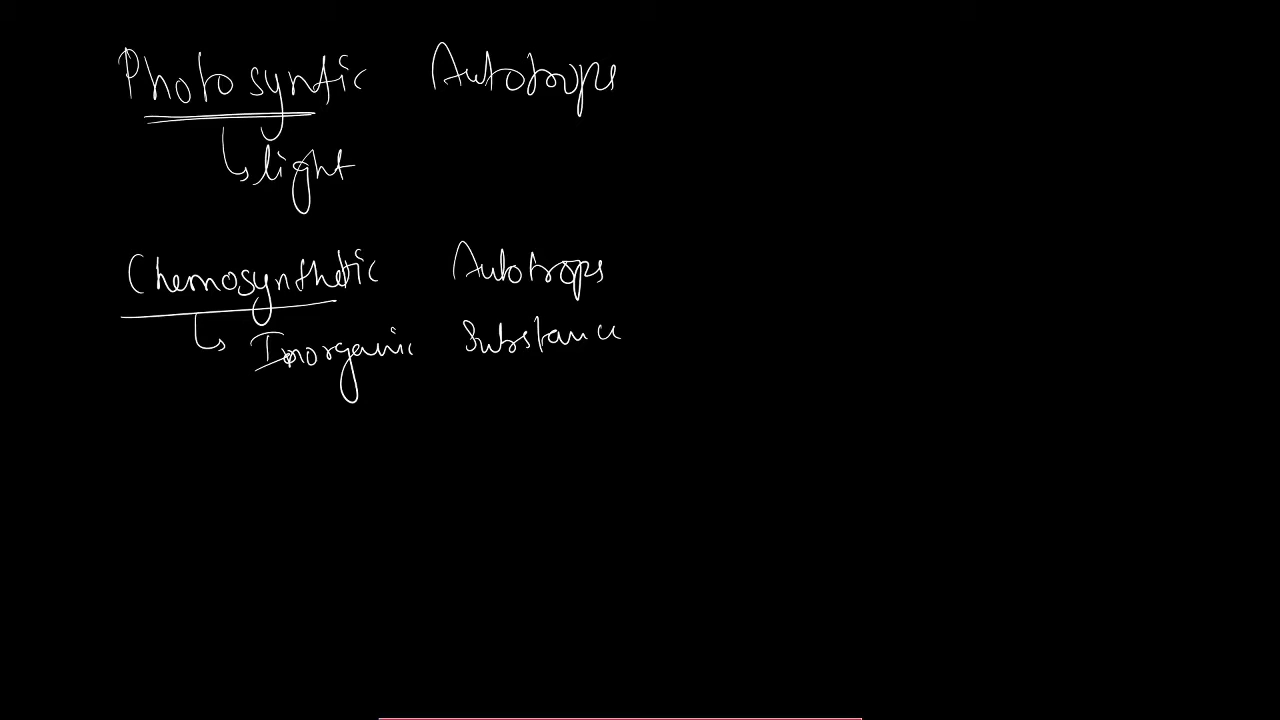 Photosyntic Autotrops
light
Chemosynthetic Autotrops
Inorganic Substance